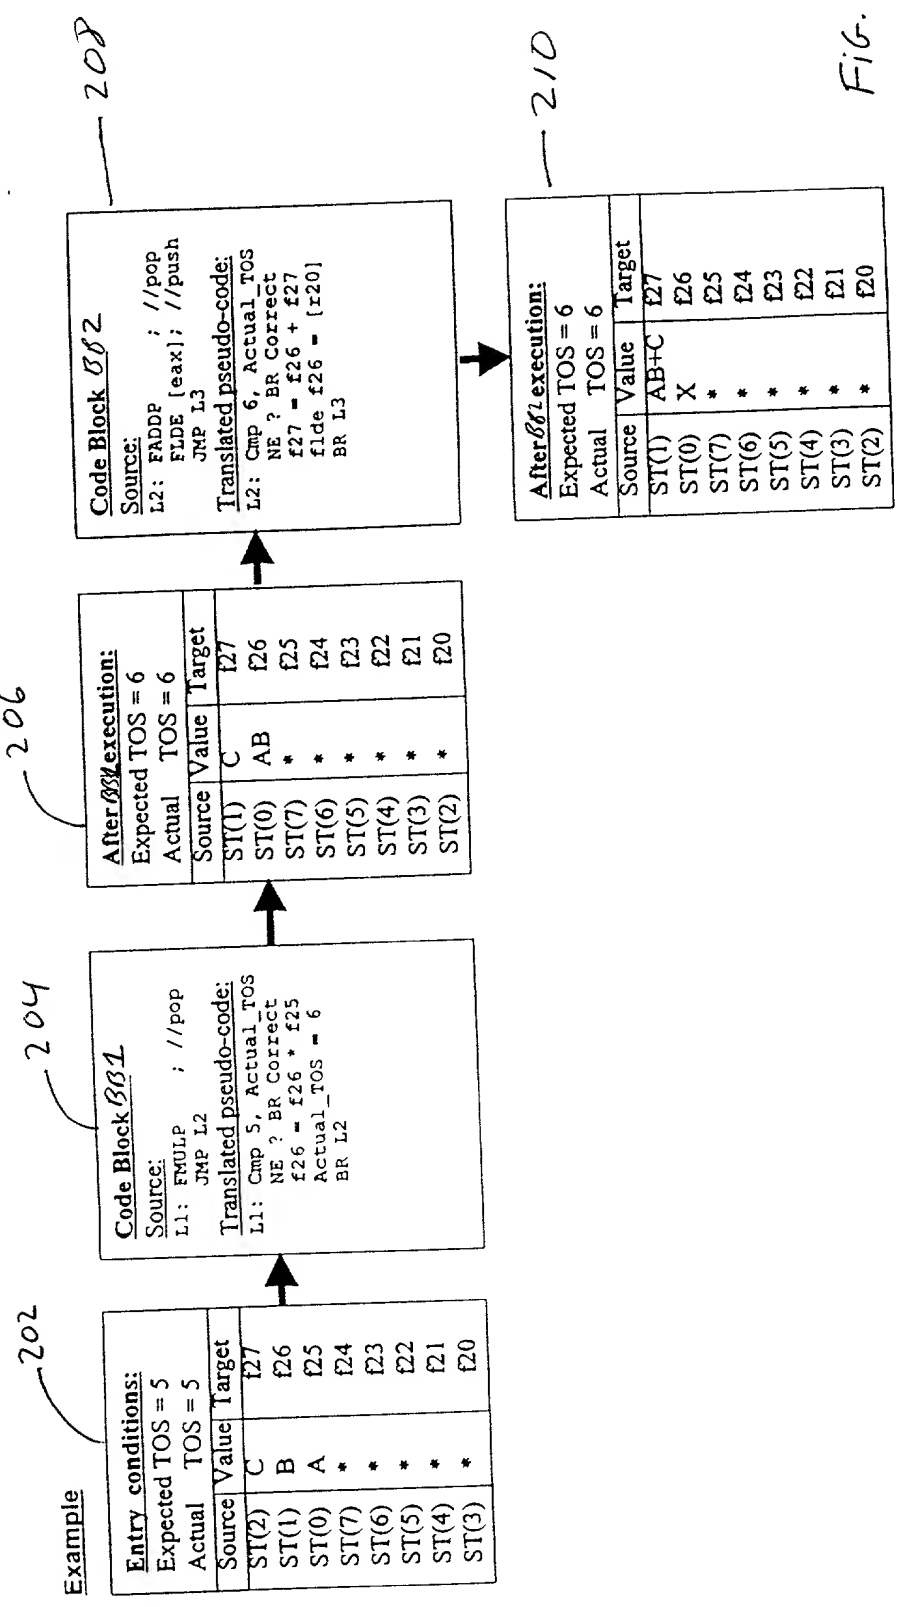 Example
202
Entry conditions:
Expected TOS = 5
Actual TOS = 5
Source Value Target
ST(2) C f27
ST(1) B f26
ST(0) A f25
ST(7) * f24
ST(6) * f23
ST(5) * f22
ST(4) * f21
ST(3) * f20
204
Code Block BB1
Source:
L1: FMULP ; //pop
JMP L2
Translated pseudo-code:
L1: Cmp 5, Actual_TOS
NE ? BR Correct
f26 = f26 * f25
Actual_TOS = 6
BR L2
206
After BB1 execution:
Expected TOS = 6
Actual TOS = 6
Source Value Target
ST(1) C f27
ST(0) AB f26
ST(7) * f25
ST(6) * f24
ST(5) * f23
ST(4) * f22
ST(3) * f21
ST(2) * f20
208
Code Block BB2
Source:
L2: FADDP ; //pop
FLDE [eax]; //push
JMP L3
Translated pseudo-code:
L2: Cmp 6, Actual_TOS
NE ? BR Correct
f27 = f26 + f27
flde f26 = [r20]
BR L3
210
After BB2 execution:
Expected TOS = 6
Actual TOS = 6
Source Value Target
ST(1) AB+C f27
ST(0) X f26
ST(7) * f25
ST(6) * f24
ST(5) * f23
ST(4) * f22
ST(3) * f21
ST(2) * f20
FiG.